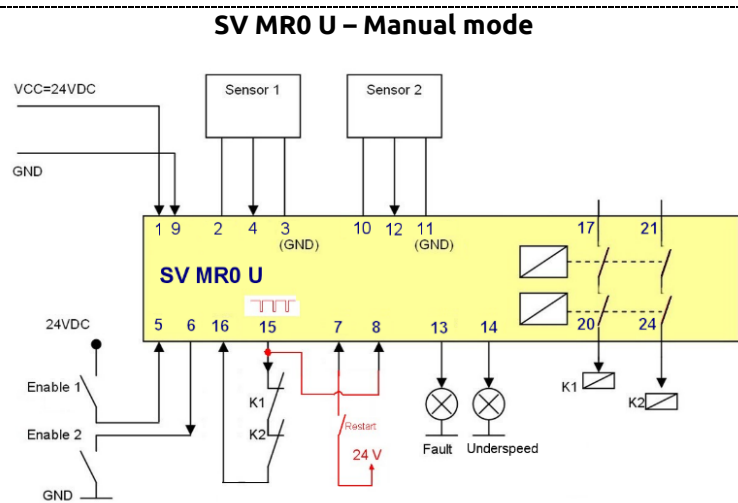 SV MR0 U – Manual mode
VCC=24VDC
Sensor 1
Sensor 2
GND
1 9 2 4 3 10 12 11 17 21
(GND) (GND)
SV MR0 U
24VDC
5 6 16 15 7 8 13 14 20 24
Enable 1
K1
K1
K2
Enable 2
K2
Restart
24 V
Fault
Underspeed
GND